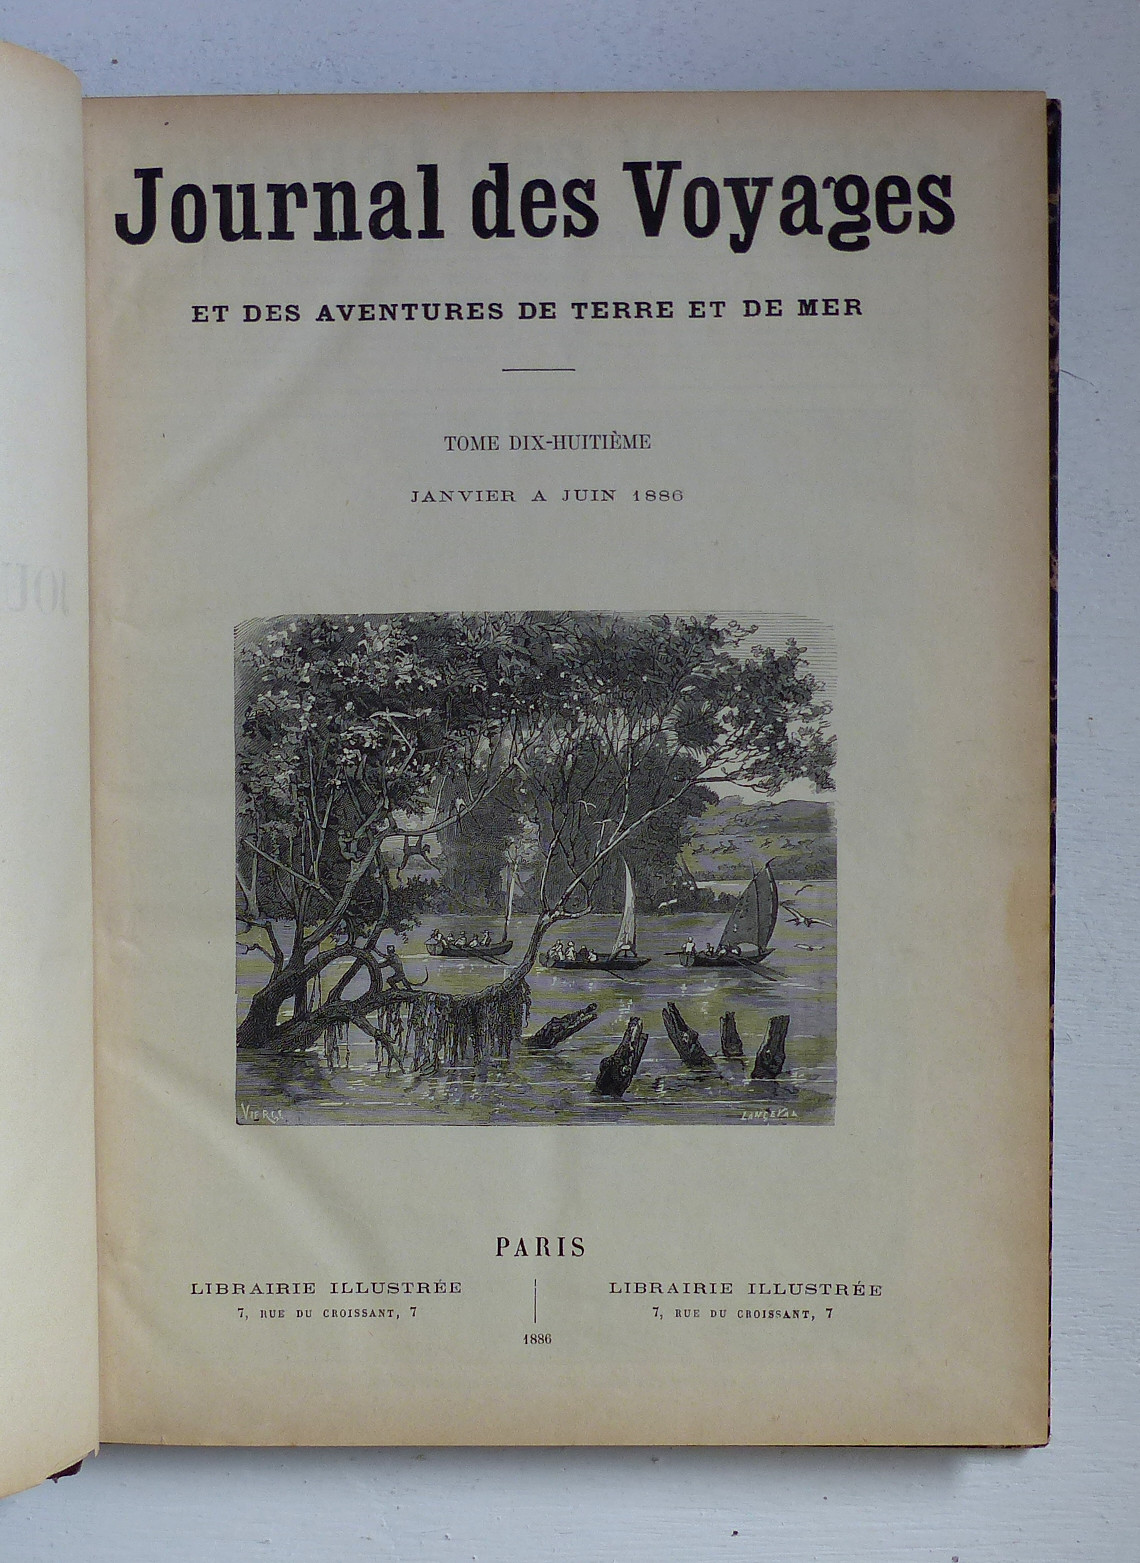 Journal des Voyages
ET DES AVENTURES DE TERRE ET DE MER
TOME DIX-HUITIÈME
JANVIER A JUIN 1886
VIERGE
PARIS
LIBRAIRIE ILLUSTRÉE
7, RUE DU CROISSANT, 7
LIBRAIRIE ILLUSTRÉE
7, RUE DU CROISSANT, 7
1886